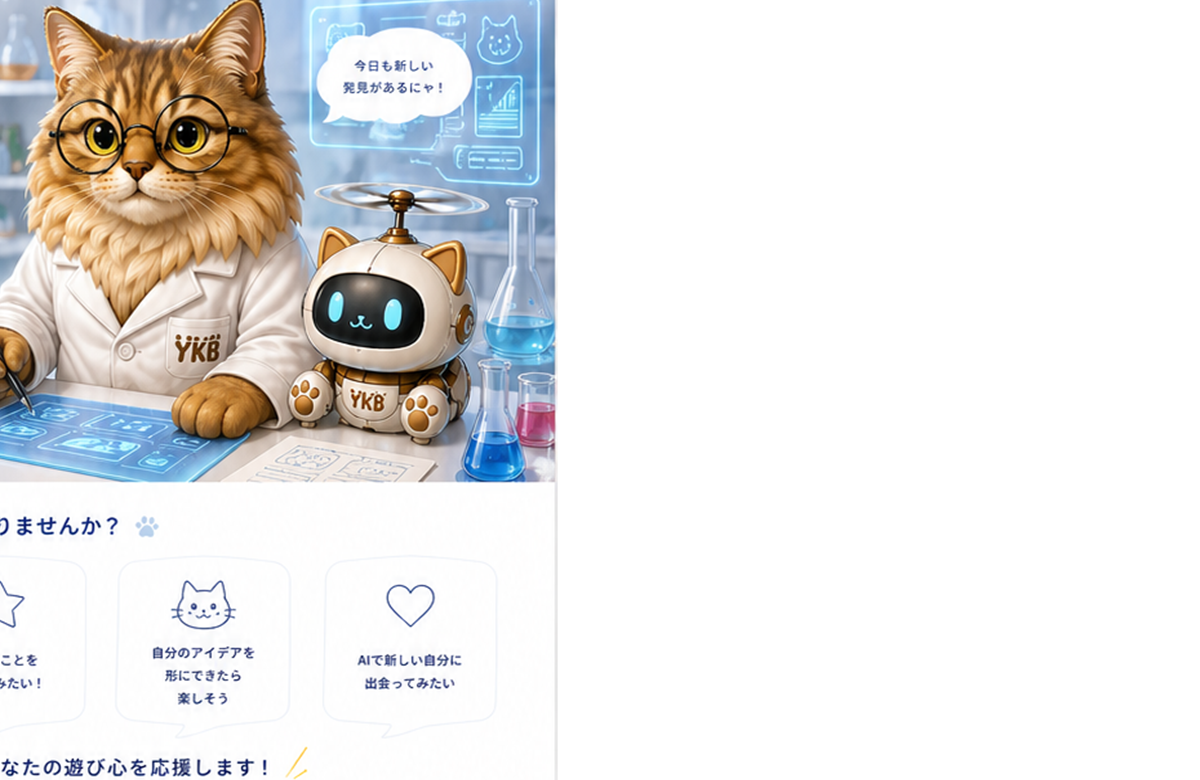 今日も新しい
発見があるにゃ！
YKB
YKB
りませんか？
ことを
みたい！
自分のアイデアを
形にできたら
楽しそう
AIで新しい自分に
出会ってみたい
なたの遊び心を応援します！